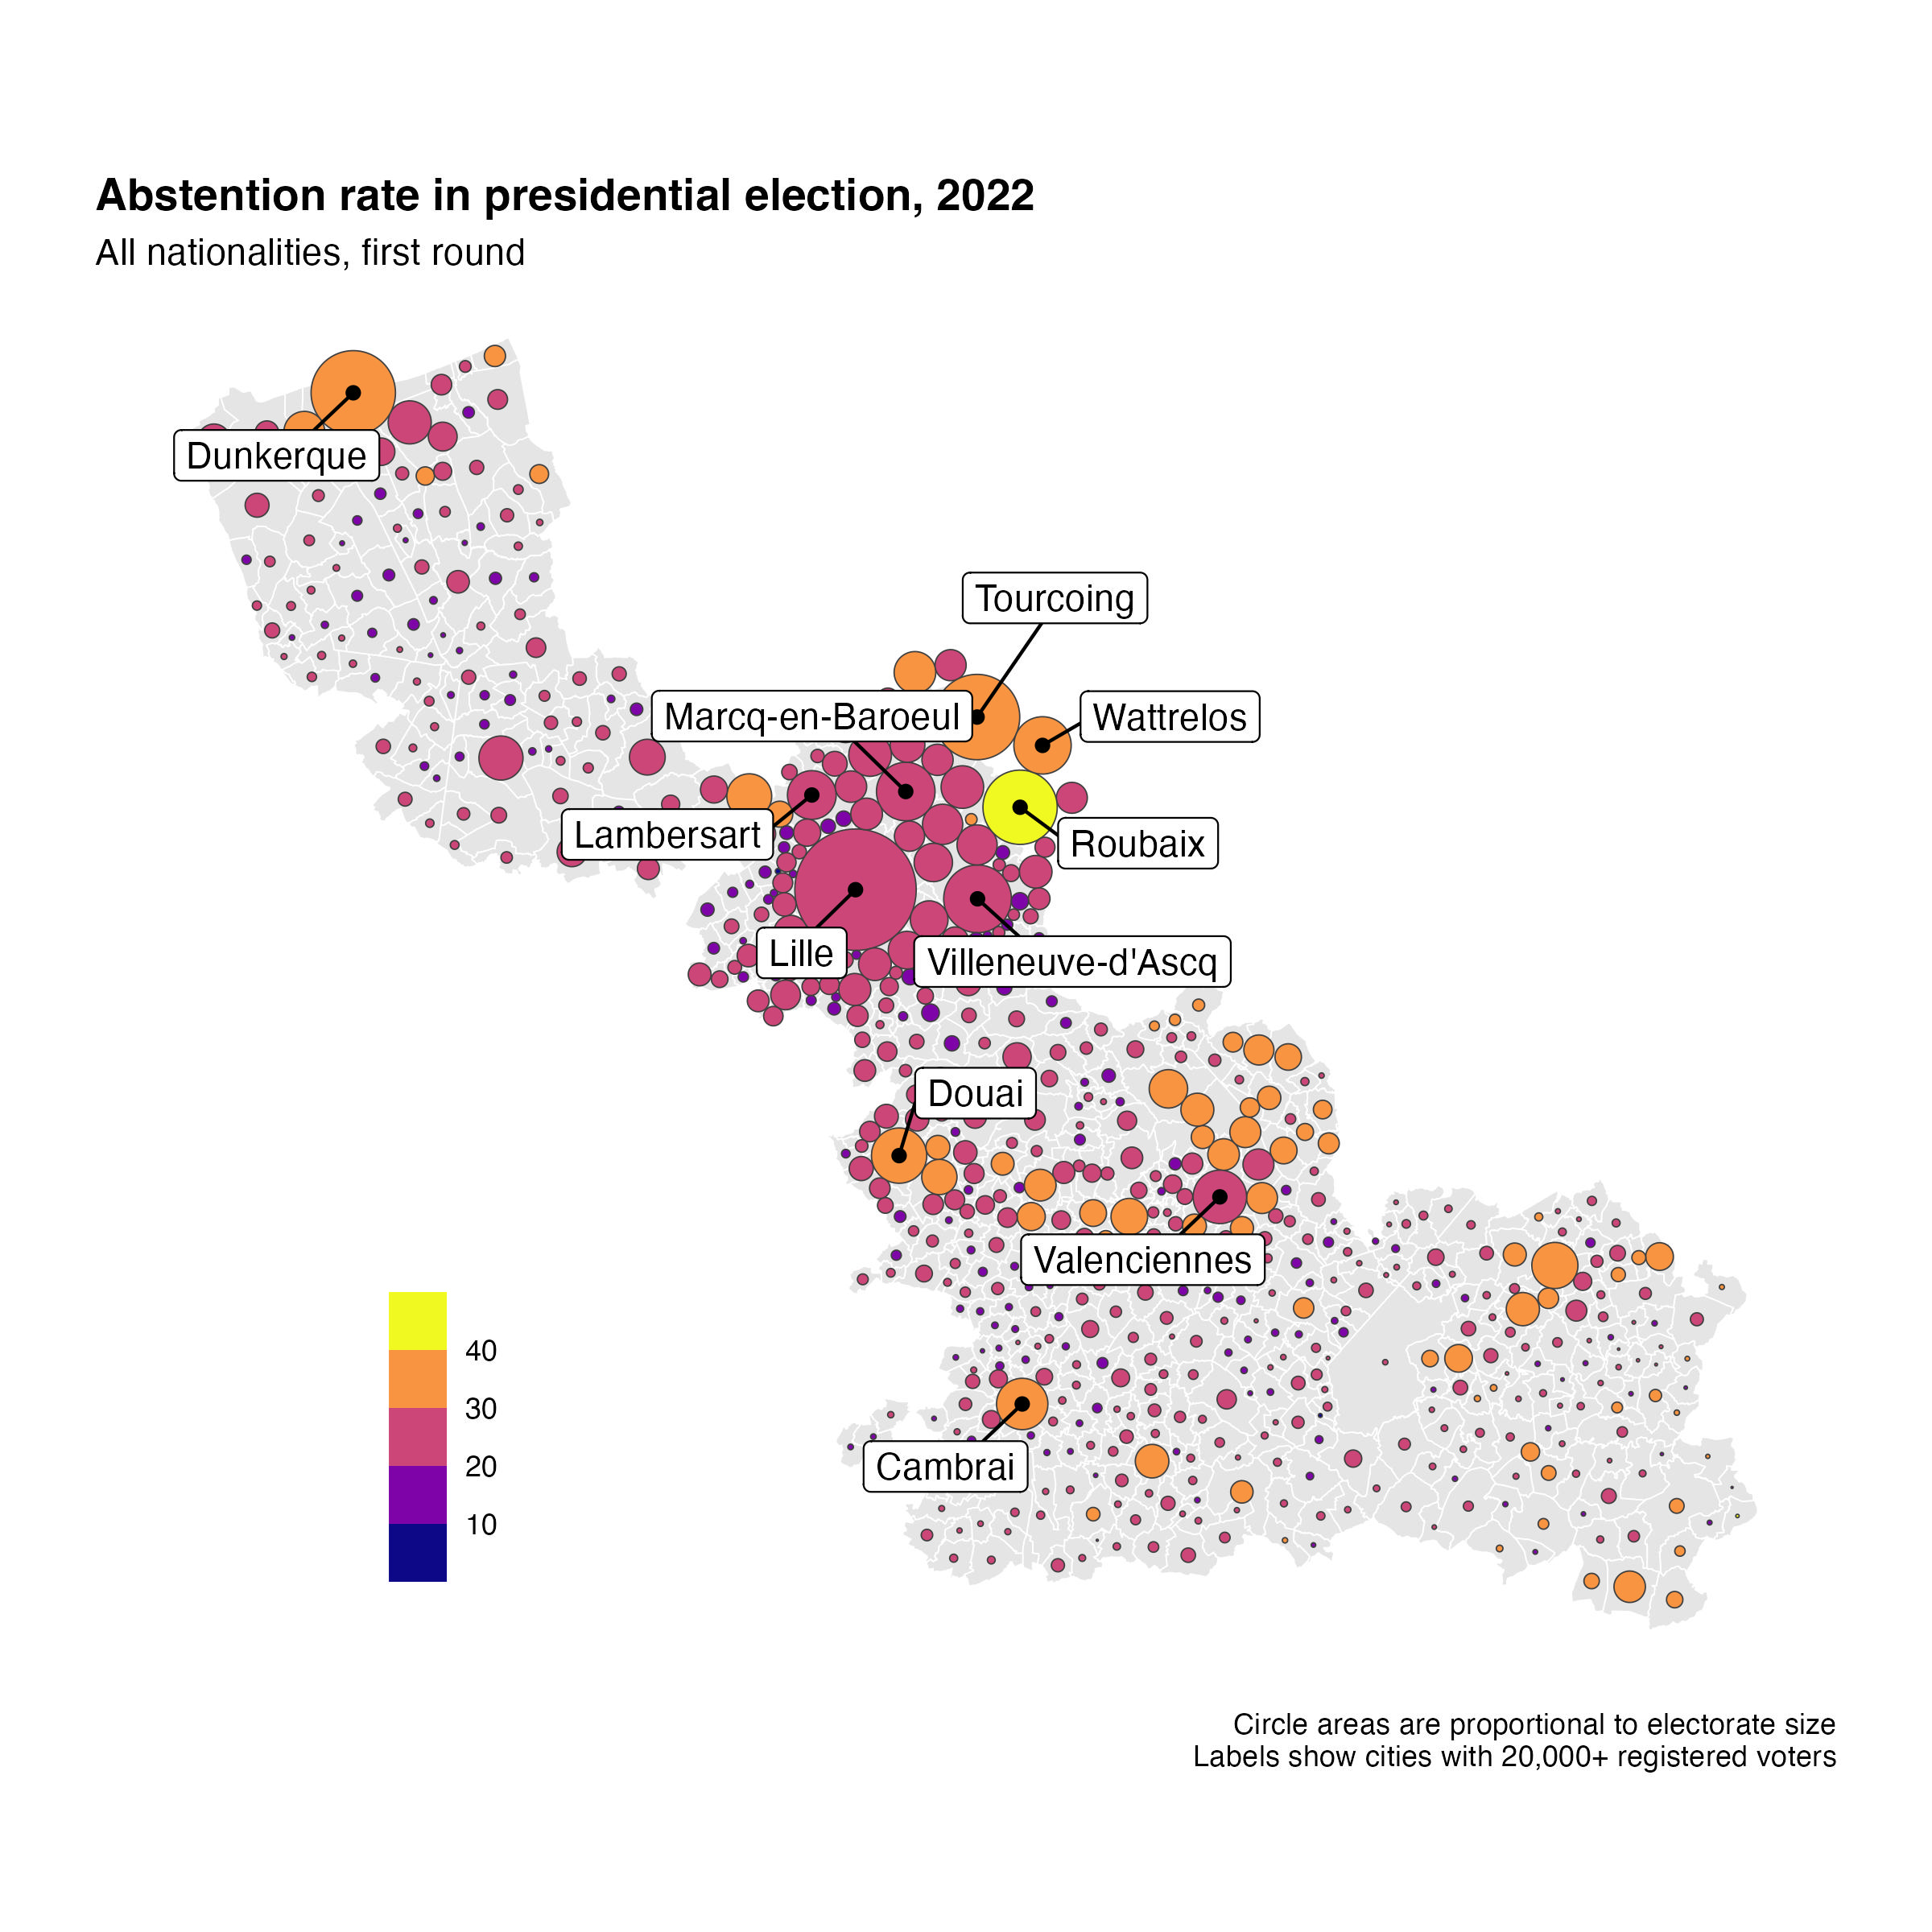 Abstention rate in presidential election, 2022
All nationalities, first round
Dunkerque
Tourcoing
Marcq-en-Baroeul
Wattrelos
Lambersart
Roubaix
Lille
Villeneuve-d'Ascq
Douai
Valenciennes
Cambrai
40
30
20
10
Circle areas are proportional to electorate size
Labels show cities with 20,000+ registered voters